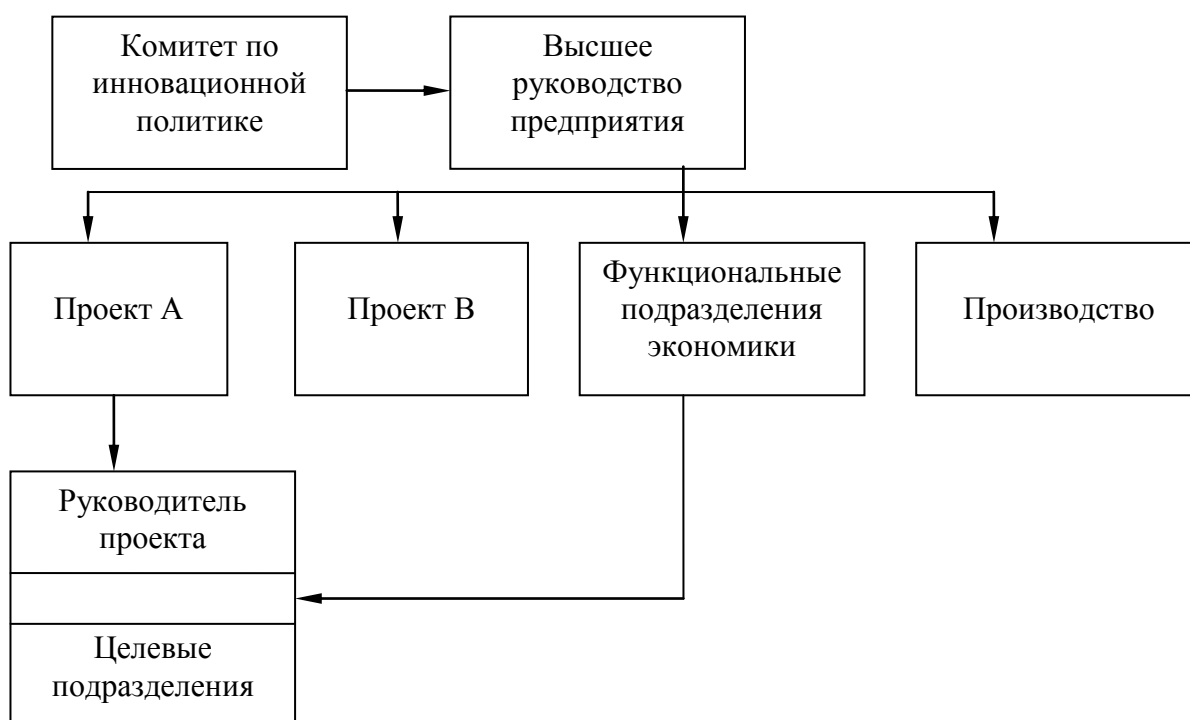 Комитет по
инновационной
политике
Высшее
руководство
предприятия
Проект А
Проект В
Функциональные
подразделения
экономики
Производство
Руководитель
проекта
Целевые
подразделения